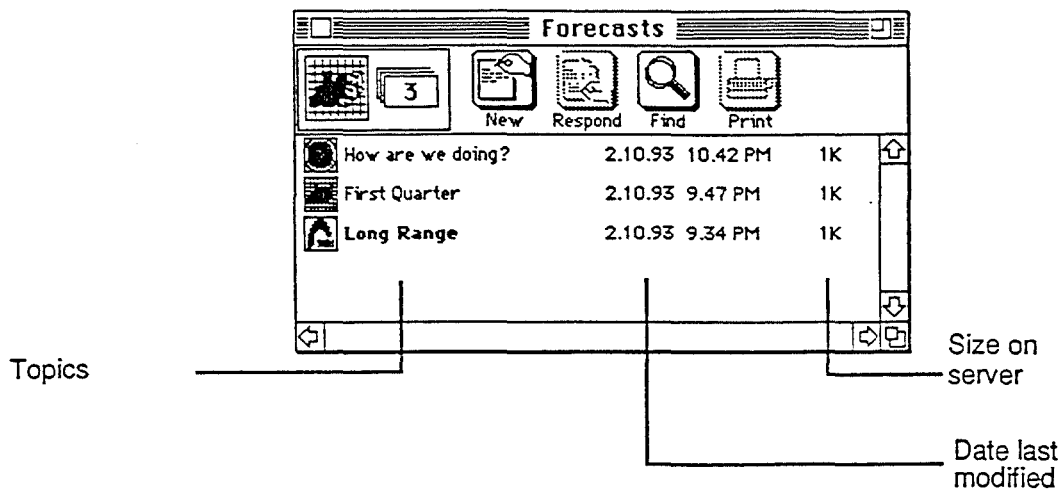 Forecasts
3
New Respond Find Print
How are we doing? 2.10.93 10.42 PM 1K
First Quarter 2.10.93 9.47 PM 1K
Long Range 2.10.93 9.34 PM 1K
Topics
Size on
server
Date last
modified